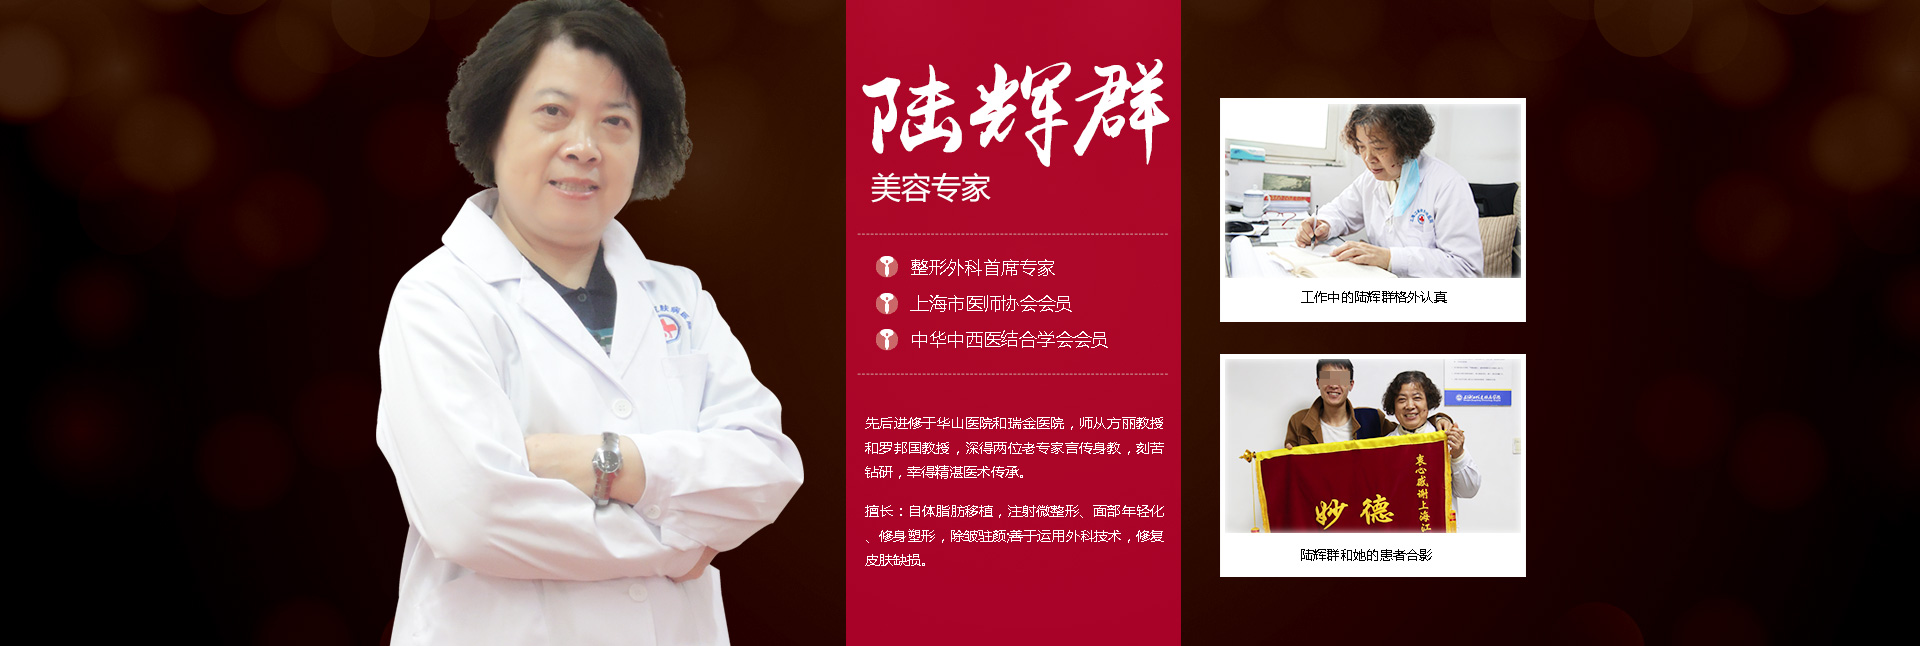 陆辉群
美容专家
整形外科首席专家
上海市医师协会会员
中华中西医结合学会会员
先后进修于华山医院和瑞金医院，师从方丽教授
和罗邦国教授，深得两位老专家言传身教，刻苦
钻研，幸得精湛医术传承。
擅长：自体脂肪移植，注射微整形、面部年轻化
、修身塑形，除皱驻颜;善于运用外科技术，修复
皮肤缺损。
工作中的陆辉群格外认真
衷心感谢上海江
妙 德
陆辉群和她的患者合影